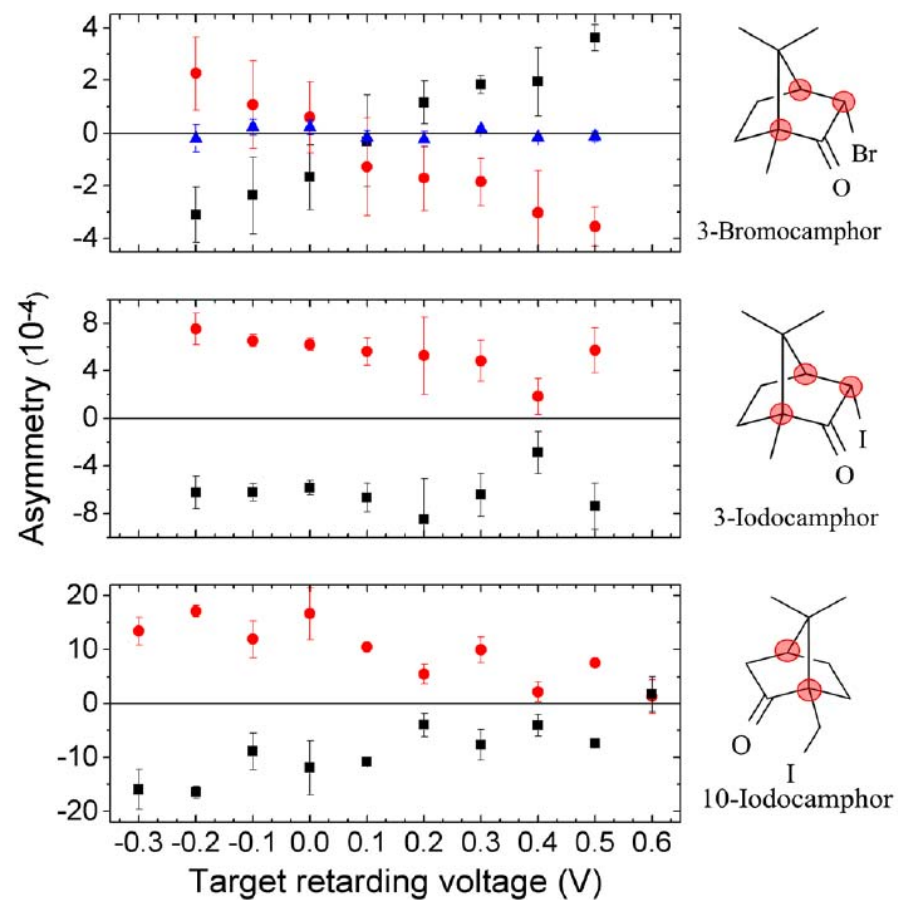 4
2
0
-2
-4
Br
O
3-Bromocamphor
Asymmetry (10-4)
8
4
0
-4
-8
I
O
3-Iodocamphor
20
10
0
-10
-20
O
I
10-Iodocamphor
-0.3 -0.2 -0.1 0.0 0.1 0.2 0.3 0.4 0.5 0.6
Target retarding voltage (V)